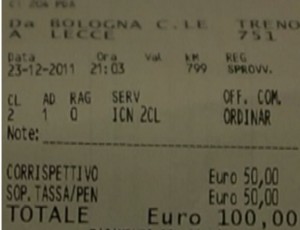 Da BOLOGNA C.LE TRENO
A LECCE 751
Data Ora Val KM REG
23-12-2011 21:03 799 SPROVV.
CL AD RAG SERV OFF. COM.
2 1 0 ICN 2CL ORDINAR
Note:
CORRISPETTIVO Euro 50,00
SOP.TASSA/PEN Euro 50,00
TOTALE Euro 100,00